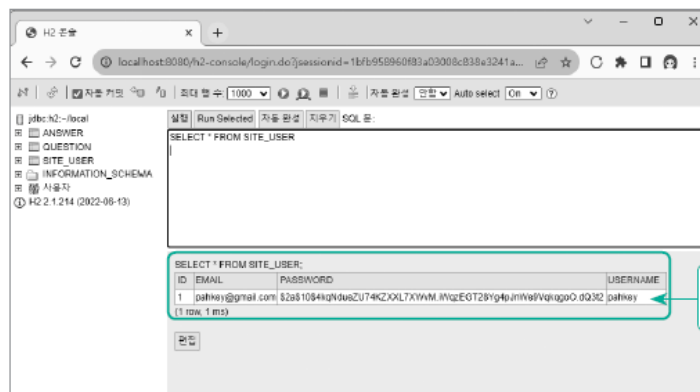 H2 콘솔
localhost:8080/h2-console/login.do?jsessionid=1bfb958960f83a03008c838e3241a...
자동 커밋 최대 행 수: 1000 자동 완성 안함 Auto select On
jdbc:h2:~/local
ANSWER
QUESTION
SITE_USER
INFORMATION_SCHEMA
사용자
H2 2.1.214 (2022-06-13)
실행 Run Selected 자동 완성 지우기 SQL 문:
SELECT * FROM SITE_USER
SELECT * FROM SITE_USER;
ID EMAIL PASSWORD USERNAME
1 pahkey@gmail.com pahkey
(1 row, 1 ms)
편집